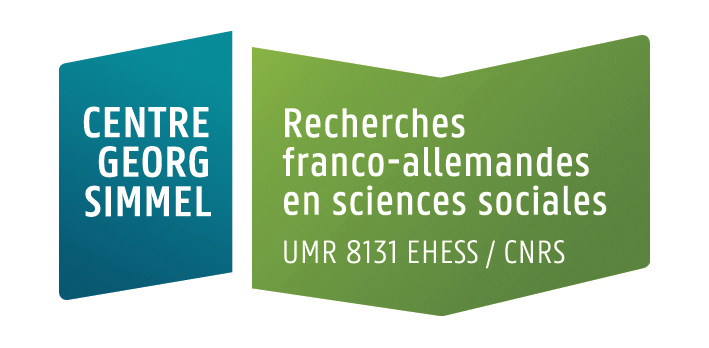 CENTRE
GEORG
SIMMEL
Recherches
franco-allemandes
en sciences sociales
UMR 8131 EHESS / CNRS